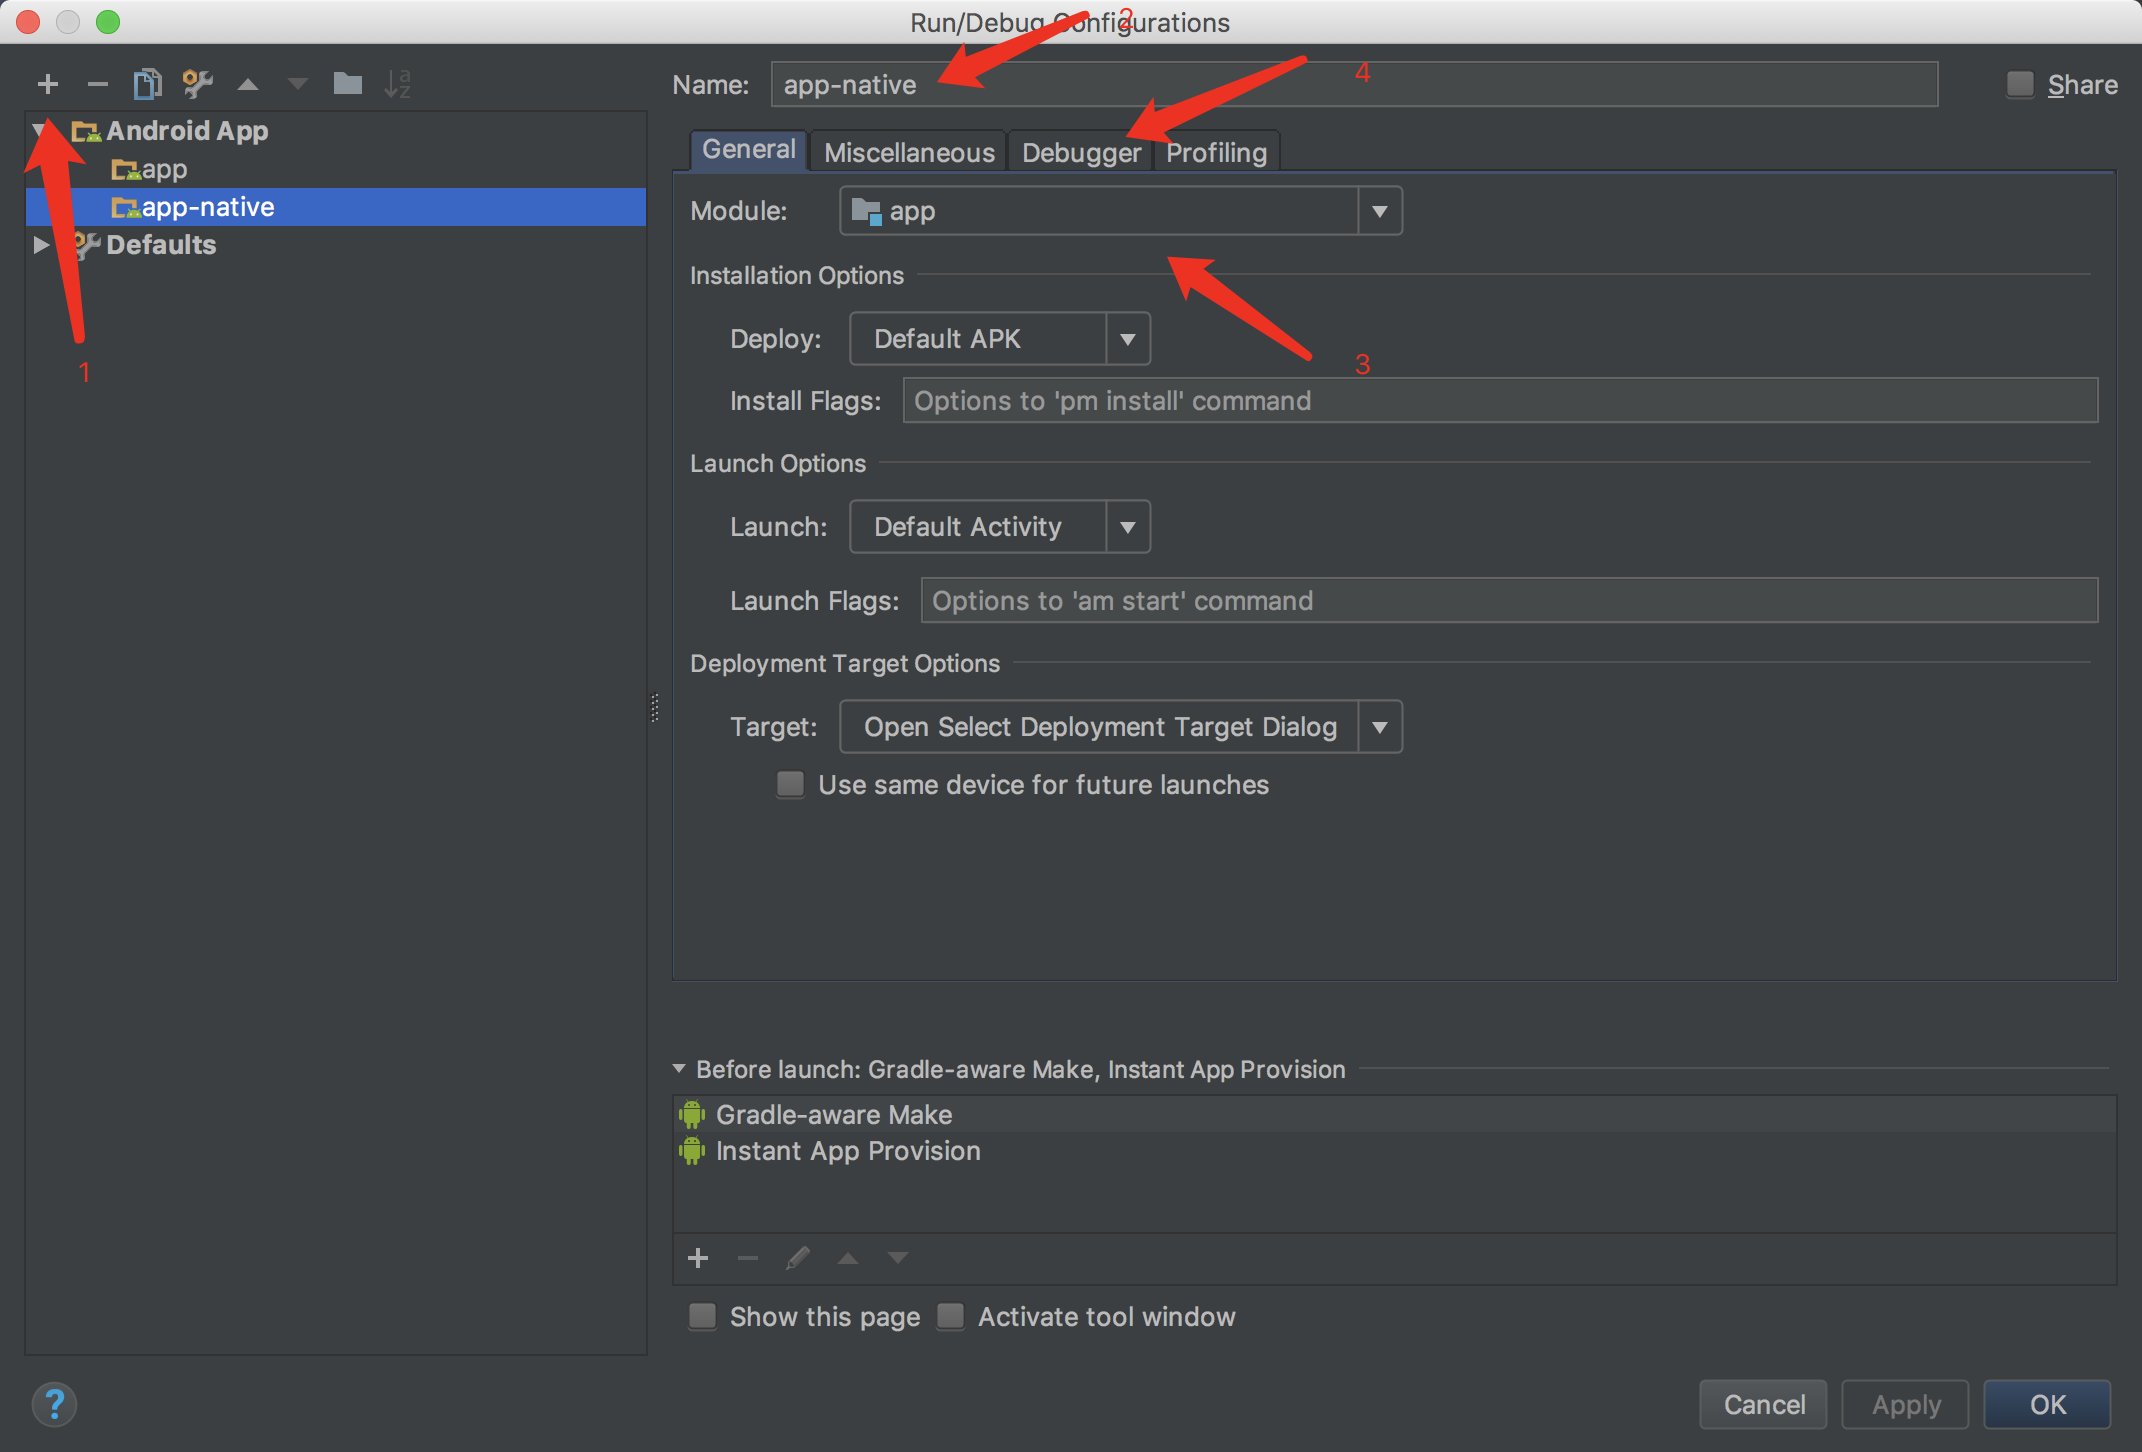 Run/Debug Configurations
2
Name: app-native
4
Share
Android App
app
app-native
Defaults
1
General Miscellaneous Debugger Profiling
Module: app
Installation Options
Deploy: Default APK
3
Install Flags: Options to 'pm install' command
Launch Options
Launch: Default Activity
Launch Flags: Options to 'am start' command
Deployment Target Options
Target: Open Select Deployment Target Dialog
Use same device for future launches
Before launch: Gradle-aware Make, Instant App Provision
Gradle-aware Make
Instant App Provision
Show this page Activate tool window
? Cancel Apply OK